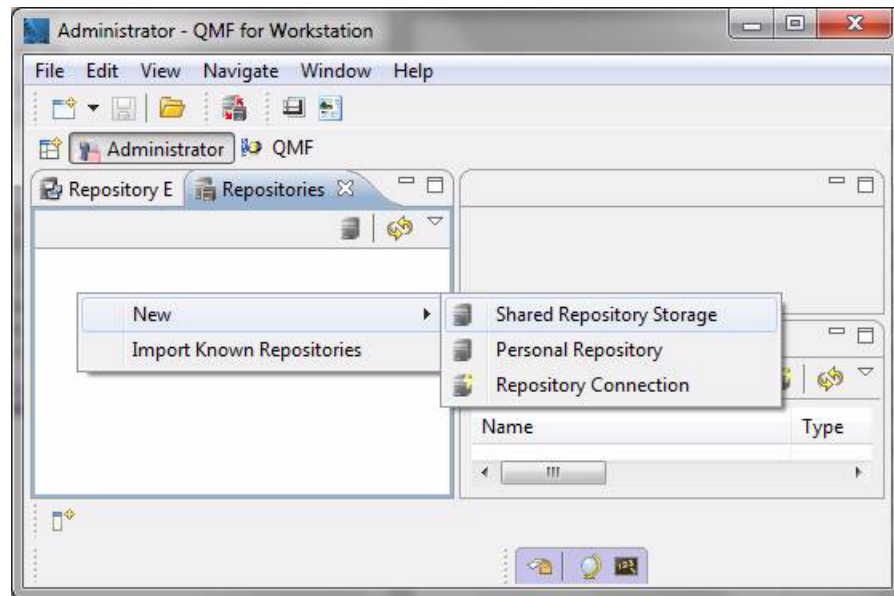 Administrator - QMF for Workstation
File Edit View Navigate Window Help
Administrator QMF
Repository E Repositories
New Shared Repository Storage
Import Known Repositories Personal Repository
Repository Connection
Name Type